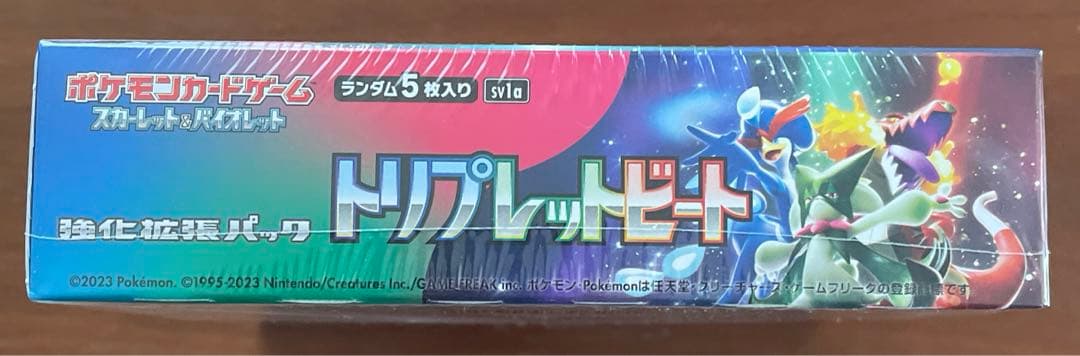 ポケモンカードゲーム
スカーレット&バイオレット
ランダム5枚入り sv1a
強化拡張パック
トリプレットビート
©2023 Pokémon. ©1995-2023 Nintendo/Creatures Inc./GAME FREAK inc. ポケモン・Pokémonは任天堂・クリーチャーズ・ゲームフリークの登録商標です